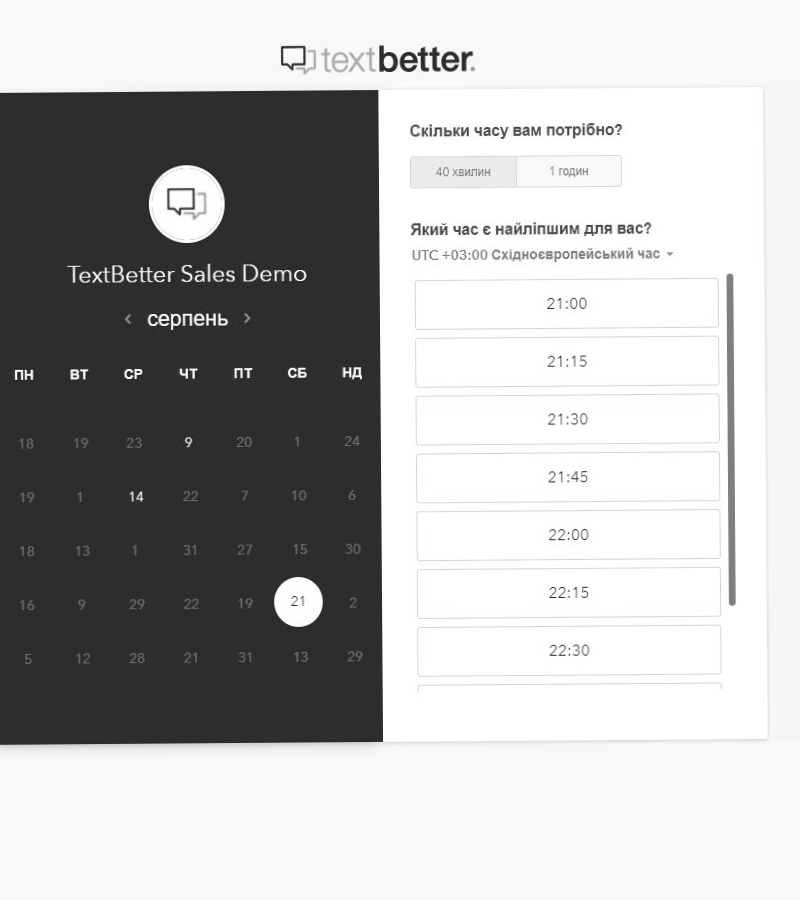 textbetter.
TextBetter Sales Demo
‹ серпень ›
ПН ВТ СР ЧТ ПТ СБ НД
18 19 23 9 20 1 24
19 1 14 22 7 10 6
18 13 1 31 27 15 30
16 9 29 22 19 21 2
5 12 28 21 31 13 29
Скільки часу вам потрібно?
40 хвилин 1 годин
Який час є найліпшим для вас?
UTC +03:00 Східноєвропейський час
21:00
21:15
21:30
21:45
22:00
22:15
22:30